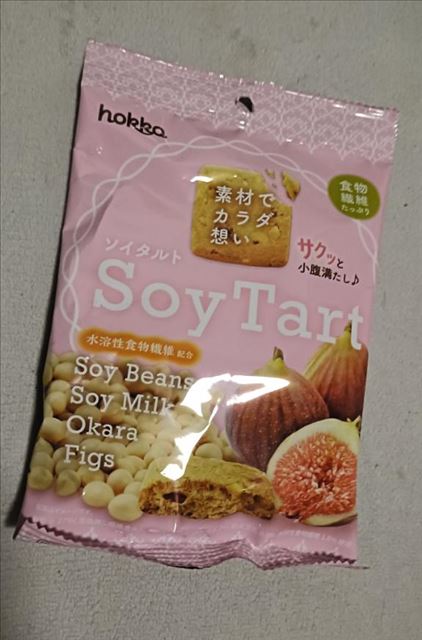 hokka
素材で
カラダ
想い
食物
繊維
たっぷり
サクッと
小腹満たし♪
ソイタルト
Soy Tart
水溶性食物繊維 配合
Soy Beans
Soy Milk
Okara
Figs